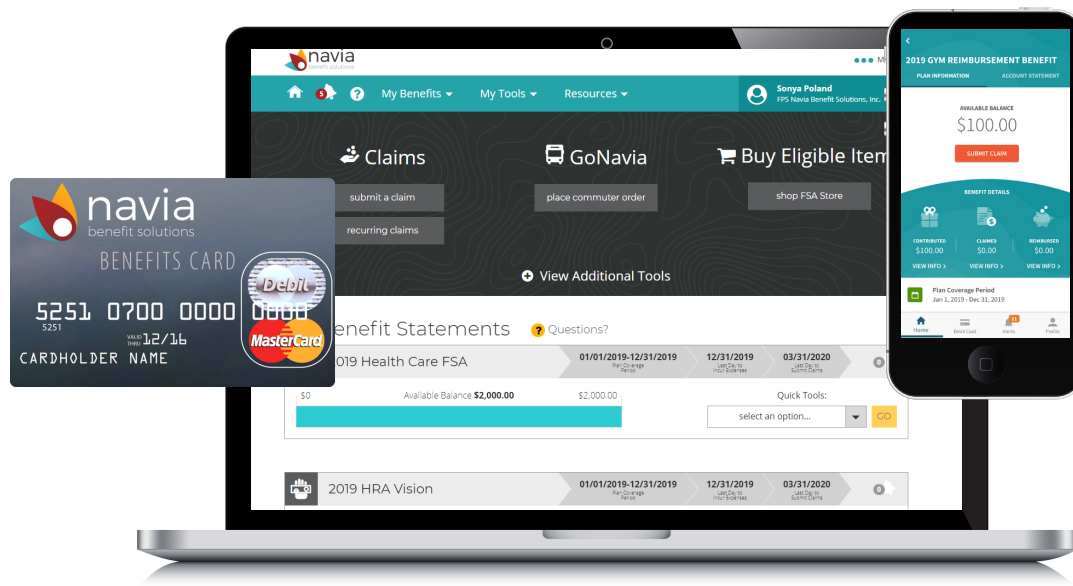 navia
benefit solutions
5
?
My Benefits
My Tools
Resources
Sonya Poland
FPS Navia Benefit Solutions, Inc.
Claims
submit a claim
recurring claims
GoNavia
place commuter order
Buy Eligible Item
shop FSA Store
View Additional Tools
enefit Statements
? Questions?
019 Health Care FSA
01/01/2019-12/31/2019
Plan Coverage
Period
12/31/2019
Last Day to
Incur Expenses
03/31/2020
Last Day to
Submit Claims
0
$0
Available Balance $2,000.00
$2,000.00
Quick Tools:
select an option...
GO
2019 HRA Vision
01/01/2019-12/31/2019
Plan Coverage
Period
12/31/2019
Last Day to
Incur Expenses
03/31/2020
Last Day to
Submit Claims
0
navia
benefit solutions
BENEFITS CARD
Debit
5251 0700 0000 0000
5251
VALID
THRU
12/16
MasterCard
CARDHOLDER NAME
2019 GYM REIMBURSEMENT BENEFIT
PLAN INFORMATION
ACCOUNT STATEMENT
AVAILABLE BALANCE
$100.00
SUBMIT CLAIM
BENEFIT DETAILS
CONTRIBUTED
$100.00
VIEW INFO >
CLAIMED
$0.00
VIEW INFO >
REIMBURSED
$0.00
VIEW INFO >
Plan Coverage Period
Jan 1, 2019 - Dec 31, 2019
Home
Debit Card
Alerts
Profile